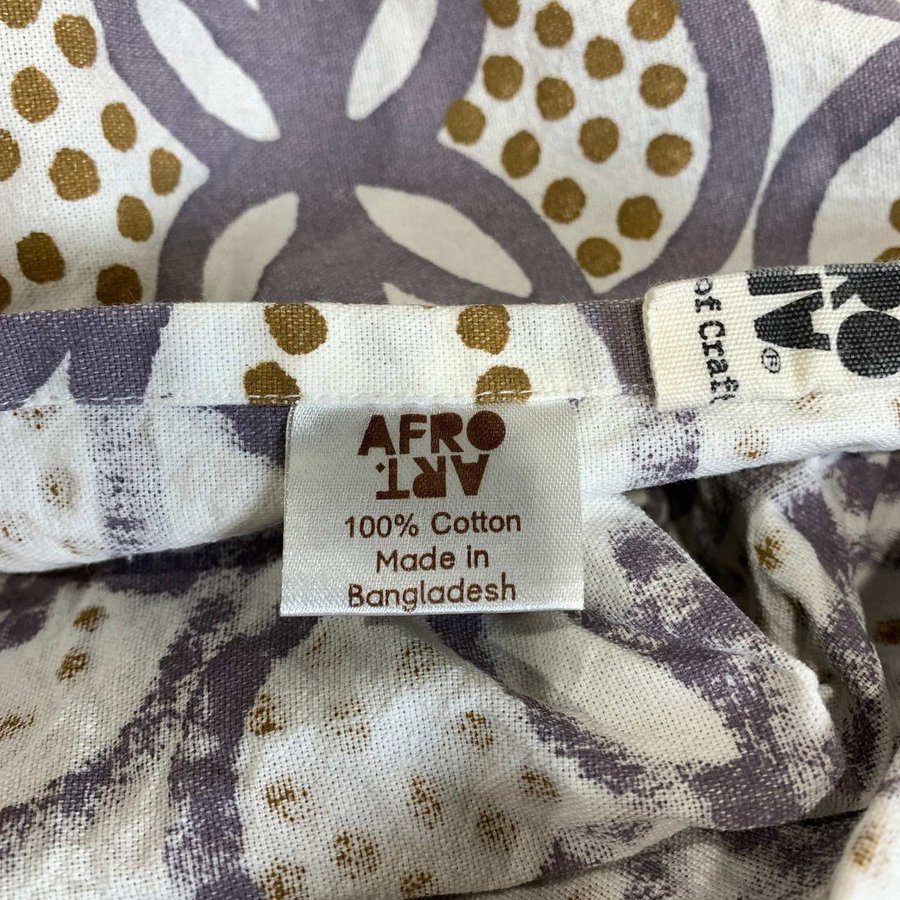 AFRO
ART.
100% Cotton
Made in
Bangladesh
of Craft